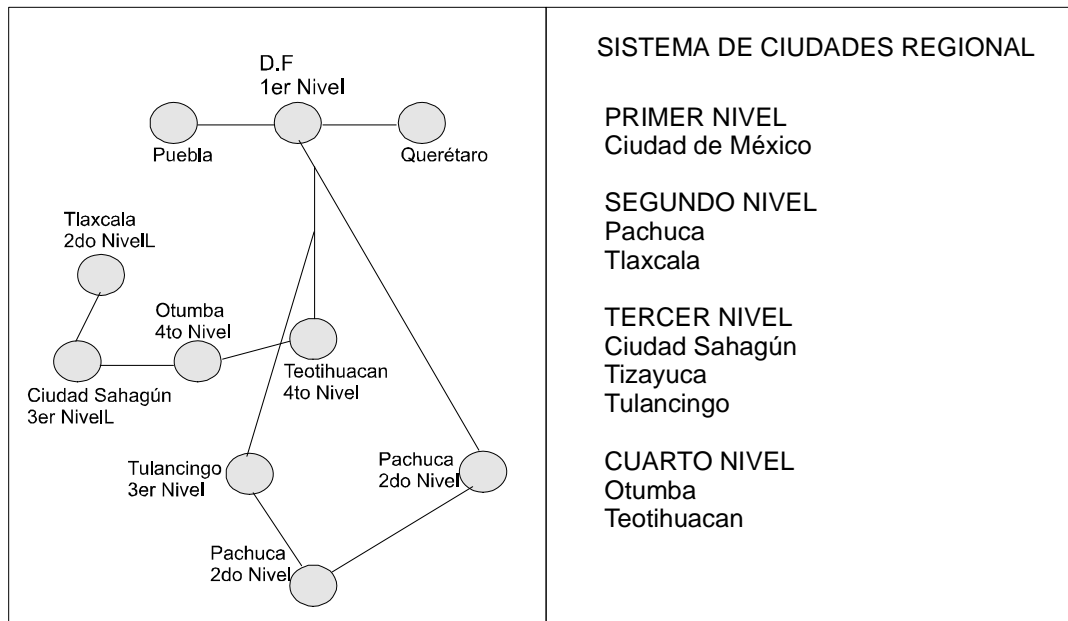 D.F
1er Nivel
Puebla
Querétaro
Tlaxcala
2do NivelL
Otumba
4to Nivel
Teotihuacan
4to Nivel
Ciudad Sahagún
3er NivelL
Tulancingo
3er Nivel
Pachuca
2do Nivel
Pachuca
2do Nivel
SISTEMA DE CIUDADES REGIONAL
PRIMER NIVEL
Ciudad de México
SEGUNDO NIVEL
Pachuca
Tlaxcala
TERCER NIVEL
Ciudad Sahagún
Tizayuca
Tulancingo
CUARTO NIVEL
Otumba
Teotihuacan